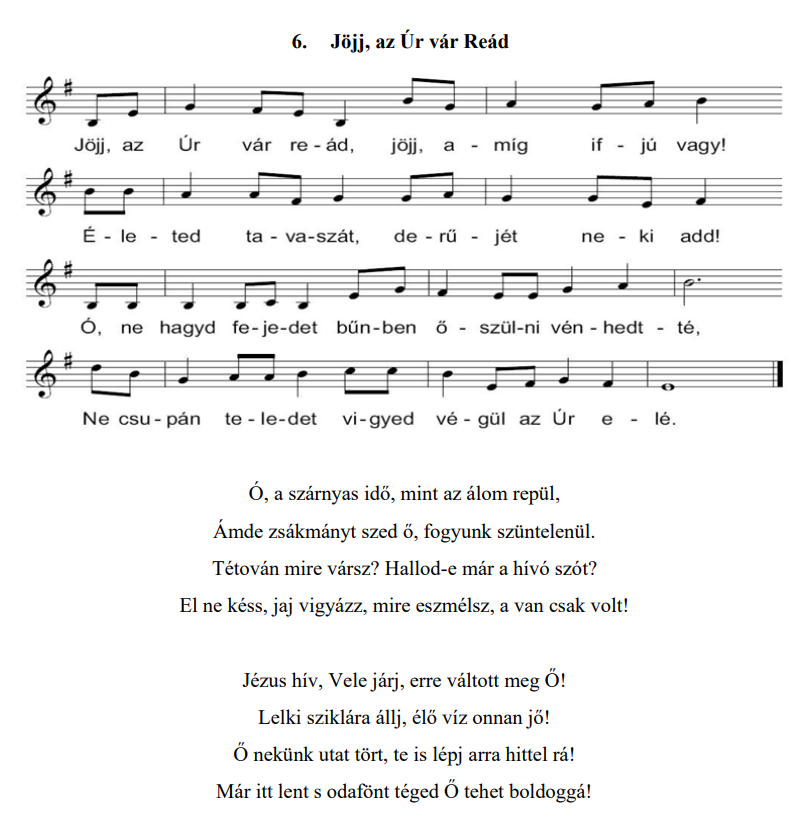 6. Jöjj, az Úr vár Reád
Jöjj, az Úr vár re - ád, jöjj, a - míg if - jú vagy!
É - le - ted ta - va - szát, de - rű - jét ne - ki add!
Ó, ne hagyd fe - je - det bűn - ben ő - szül - ni vén - hedt - té,
Ne csu - pán te - le - det vi - gyed vé - gül az Úr e - lé.
Ó, a szárnyas idő, mint az álom repül,
Ámde zsákmányt szed ő, fogyunk szüntelenül.
Tétován mire vársz? Hallod-e már a hívó szót?
El ne késs, jaj vigyázz, mire eszmélsz, a van csak volt!
Jézus hív, Vele járj, erre váltott meg Ő!
Lelki sziklára állj, élő víz onnan jő!
Ő nekünk utat tört, te is lépj arra hittel rá!
Már itt lent s odafönt téged Ő tehet boldoggá!